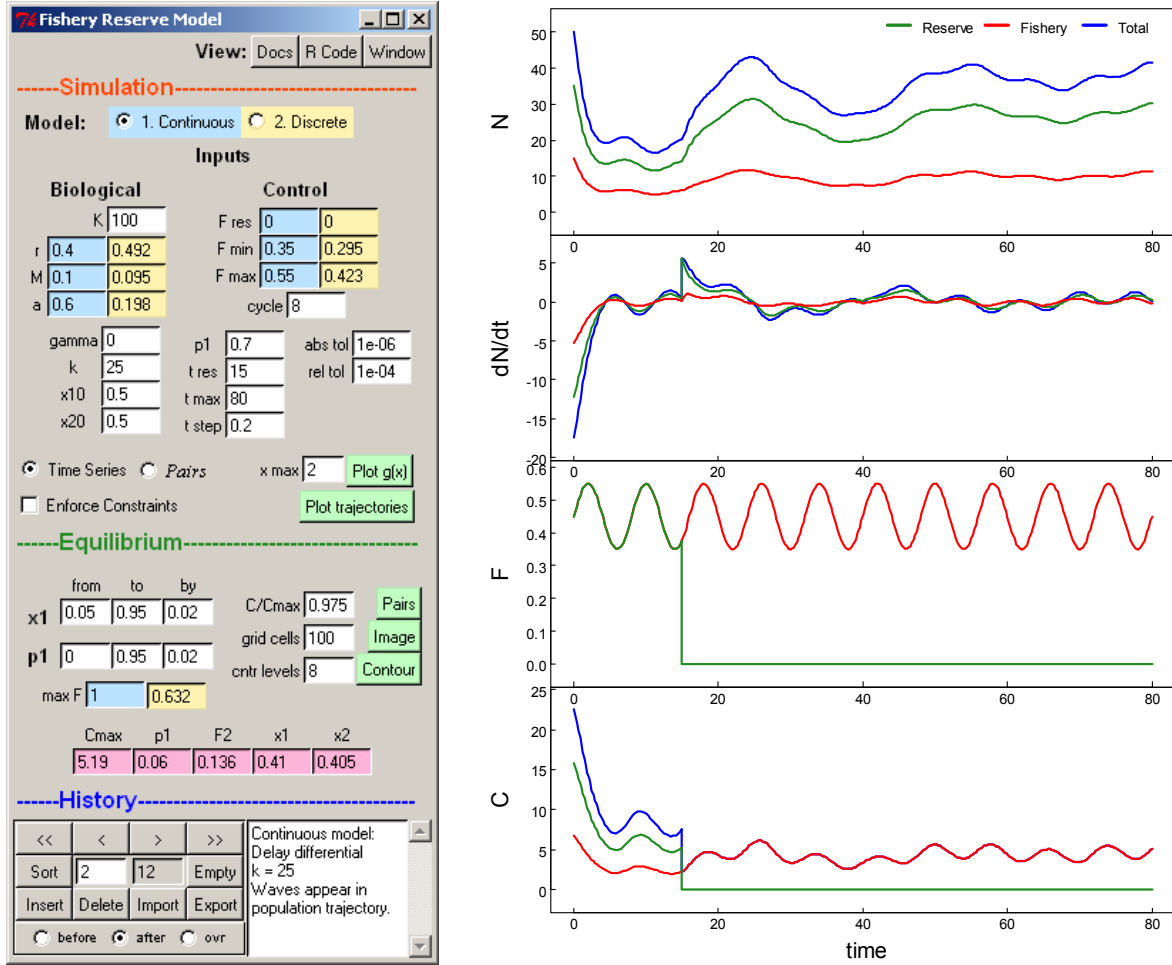 Fishery Reserve Model
View: Docs R Code Window
------Simulation------------------------------
Model: 1. Continuous 2. Discrete
Inputs
Biological Control
K 100 F res 0 0
r 0.4 0.492 F min 0.35 0.295
M 0.1 0.095 F max 0.55 0.423
a 0.6 0.198 cycle 8
gamma 0 p1 0.7 abs tol 1e-06
k 25 t res 15 rel tol 1e-04
x10 0.5 t max 80
x20 0.5 t step 0.2
Time Series Pairs x max 2 Plot g(x)
Enforce Constraints Plot trajectories
------Equilibrium-----------------------------
from to by
x1 0.05 0.95 0.02 C/Cmax 0.975 Pairs
grid cells 100 Image
p1 0 0.95 0.02 cntr levels 8 Contour
max F 1 0.632
Cmax p1 F2 x1 x2
5.19 0.06 0.136 0.41 0.405
------History-----------------------------------
<< < > >>
Sort 2 12 Empty
Insert Delete Import Export
before after ovr
Continuous model:
Delay differential
k = 25
Waves appear in
population trajectory.
Reserve Fishery Total
N
50
40
30
20
10
0
0 20 40 60 80
dN/dt
5
0
-5
-10
-15
-20
0 20 40 60 80
F
0.6
0.5
0.4
0.3
0.2
0.1
0.0
0 20 40 60 80
C
25
20
15
10
5
0
0 20 40 60 80
time